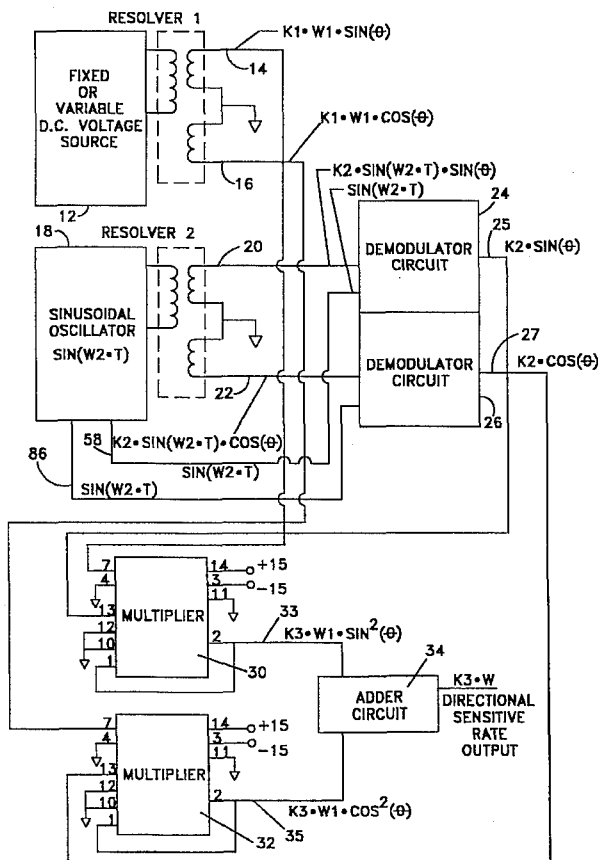 RESOLVER 1
K1•W1•SIN(θ)
14
FIXED
OR
VARIABLE
D.C. VOLTAGE
SOURCE
K1•W1•COS(θ)
16
12
K2•SIN(W2•T)•SIN(θ)
SIN(W2•T)
24
18
RESOLVER 2
20
25
DEMODULATOR
CIRCUIT
K2•SIN(θ)
SINUSOIDAL
OSCILLATOR
SIN(W2•T)
27
DEMODULATOR
CIRCUIT
K2•COS(θ)
22
26
58
K2•SIN(W2•T)•COS(θ)
86
SIN(W2•T)
SIN(W2•T)
7
14
+15
4
3
-15
11
13
MULTIPLIER
12
10
2
33
1
30
K3•W1•SIN²(θ)
34
ADDER
CIRCUIT
K3•W
DIRECTIONAL
SENSITIVE
RATE
OUTPUT
7
14
+15
4
3
-15
11
13
MULTIPLIER
12
10
2
1
32
35
K3•W1•COS²(θ)